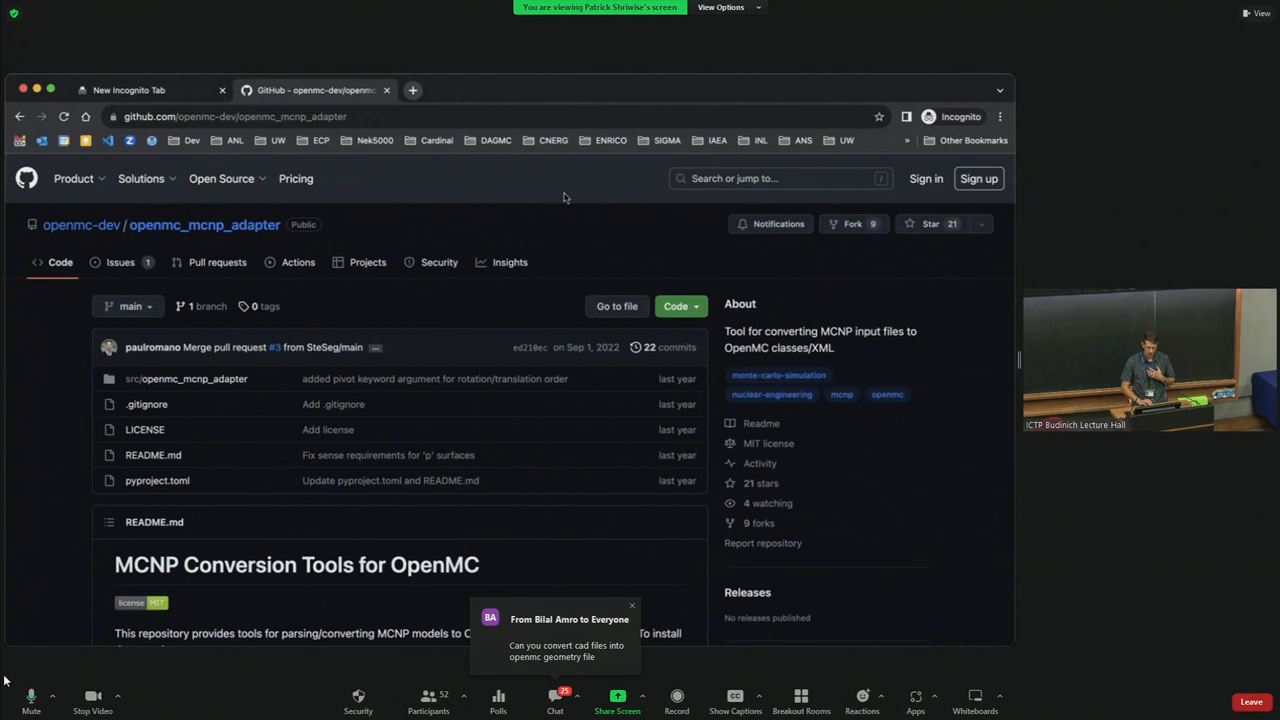 You are viewing Patrick Shriwise's screen
View Options
View
New Incognito Tab
GitHub - openmc-dev/openmc
github.com/openmc-dev/openmc_mcnp_adapter
Incognito
Dev
ANL
UW
ECP
Nek5000
Cardinal
DAGMC
CNERG
ENRICO
SIGMA
IAEA
INL
ANS
UW
»
Other Bookmarks
Product
Solutions
Open Source
Pricing
Search or jump to...
/
Sign in
Sign up
openmc-dev / openmc_mcnp_adapter
Public
Notifications
Fork 9
Star 21
Code
Issues 1
Pull requests
Actions
Projects
Security
Insights
main
1 branch
0 tags
Go to file
Code
paulromano Merge pull request #3 from SteSeg/main ...
ed210ec on Sep 1, 2022
22 commits
src/openmc_mcnp_adapter
added pivot keyword argument for rotation/translation order
last year
.gitignore
Add .gitignore
last year
LICENSE
Add license
last year
README.md
Fix sense requirements for 'p' surfaces
last year
pyproject.toml
Update pyproject.toml and README.md
last year
README.md
MCNP Conversion Tools for OpenMC
license MIT
This repository provides tools for parsing/converting MCNP models to
To install
About
Tool for converting MCNP input files to
OpenMC classes/XML
monte-carlo-simulation
nuclear-engineering
mcnp
openmc
Readme
MIT license
Activity
21 stars
4 watching
9 forks
Report repository
Releases
No releases published
BA
From Bilal Amro to Everyone
Can you convert cad files into
openmc geometry file
ICTP Budinich Lecture Hall
Mute
Stop Video
Security
Participants
52
Polls
Chat
25
Share Screen
Record
Show Captions
Breakout Rooms
Reactions
Apps
Whiteboards
Leave